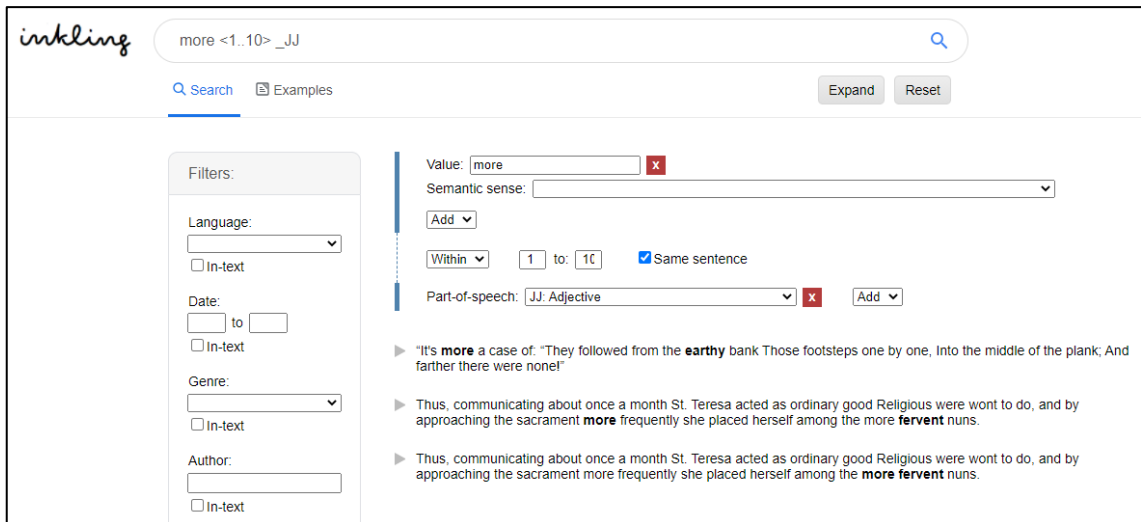 inkling
more <1..10> _JJ
Search
Examples
Expand
Reset
Filters:
Language:
In-text
Date:
to
In-text
Genre:
In-text
Author:
In-text
Value: more x
Semantic sense:
Add
Within 1 to: 10 Same sentence
Part-of-speech: JJ: Adjective x Add
“It's more a case of: “They followed from the earthy bank Those footsteps one by one, Into the middle of the plank; And
farther there were none!”
Thus, communicating about once a month St. Teresa acted as ordinary good Religious were wont to do, and by
approaching the sacrament more frequently she placed herself among the more fervent nuns.
Thus, communicating about once a month St. Teresa acted as ordinary good Religious were wont to do, and by
approaching the sacrament more frequently she placed herself among the more fervent nuns.